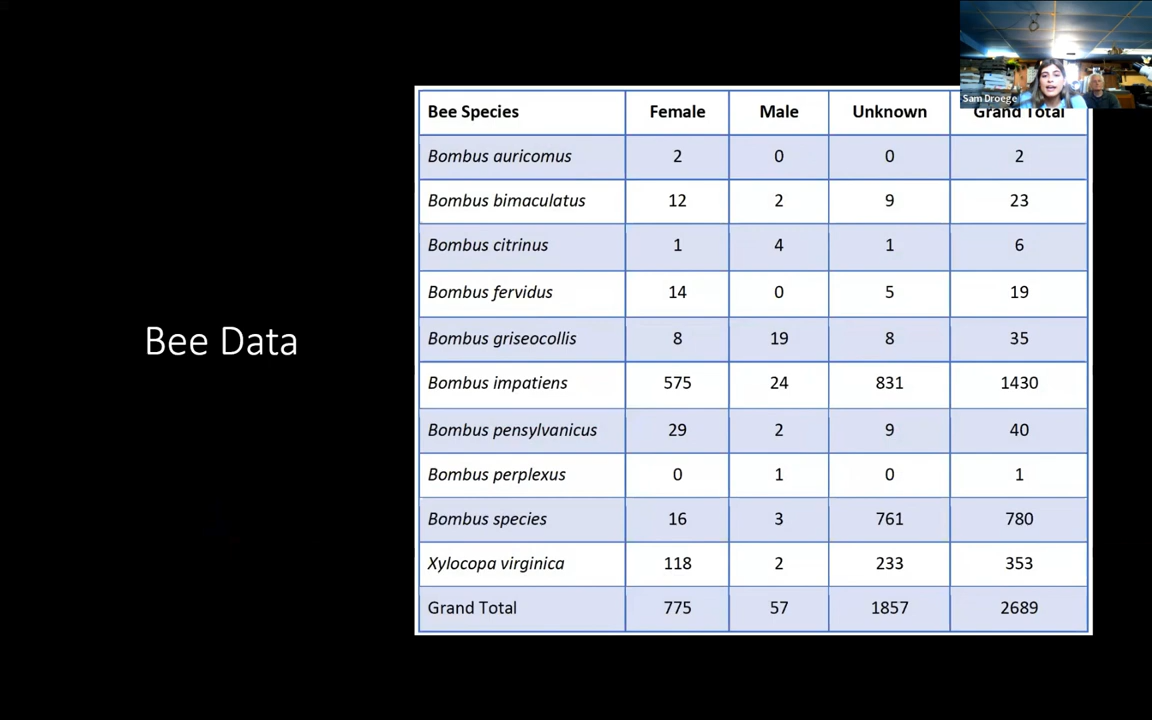 Sam Droege
Bee Data
Bee Species Female Male Unknown Grand Total
Bombus auricomus 2 0 0 2
Bombus bimaculatus 12 2 9 23
Bombus citrinus 1 4 1 6
Bombus fervidus 14 0 5 19
Bombus griseocollis 8 19 8 35
Bombus impatiens 575 24 831 1430
Bombus pensylvanicus 29 2 9 40
Bombus perplexus 0 1 0 1
Bombus species 16 3 761 780
Xylocopa virginica 118 2 233 353
Grand Total 775 57 1857 2689